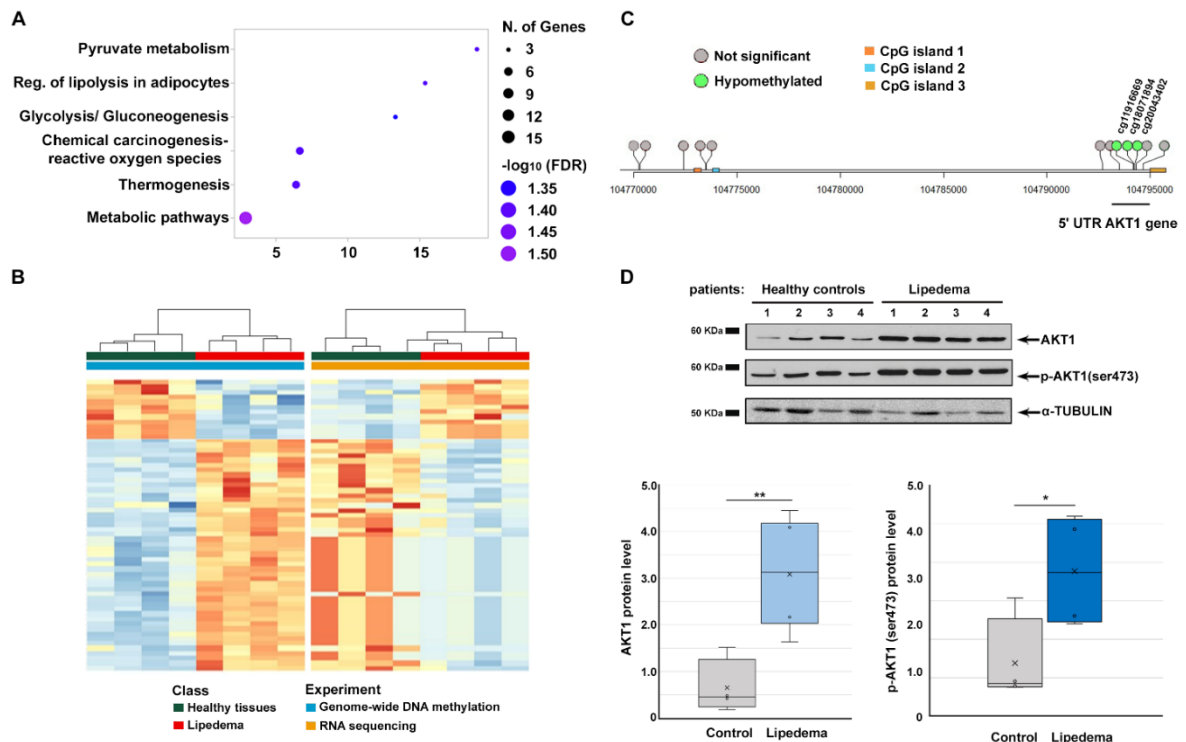 A
Pyruvate metabolism
Reg. of lipolysis in adipocytes
Glycolysis/ Gluconeogenesis
Chemical carcinogenesis-
reactive oxygen species
Thermogenesis
Metabolic pathways
5 10 15
N. of Genes
3
6
9
12
15
-log10 (FDR)
1.35
1.40
1.45
1.50
B
Class
Healthy tissues
Lipedema
Experiment
Genome-wide DNA methylation
RNA sequencing
C
Not significant
Hypomethylated
CpG island 1
CpG island 2
CpG island 3
cg11916669
cg18071894
cg20043402
104770000 104775000 104780000 104785000 104790000 104795000
5' UTR AKT1 gene
D
patients:
Healthy controls Lipedema
1 2 3 4 1 2 3 4
60 KDa
AKT1
60 KDa
p-AKT1(ser473)
50 KDa
α-TUBULIN
AKT1 protein level
5.0
4.0
3.0
2.0
1.0
0
**
Control Lipedema
p-AKT1 (ser473) protein level
5.0
4.0
3.0
2.0
1.0
0
*
Control Lipedema